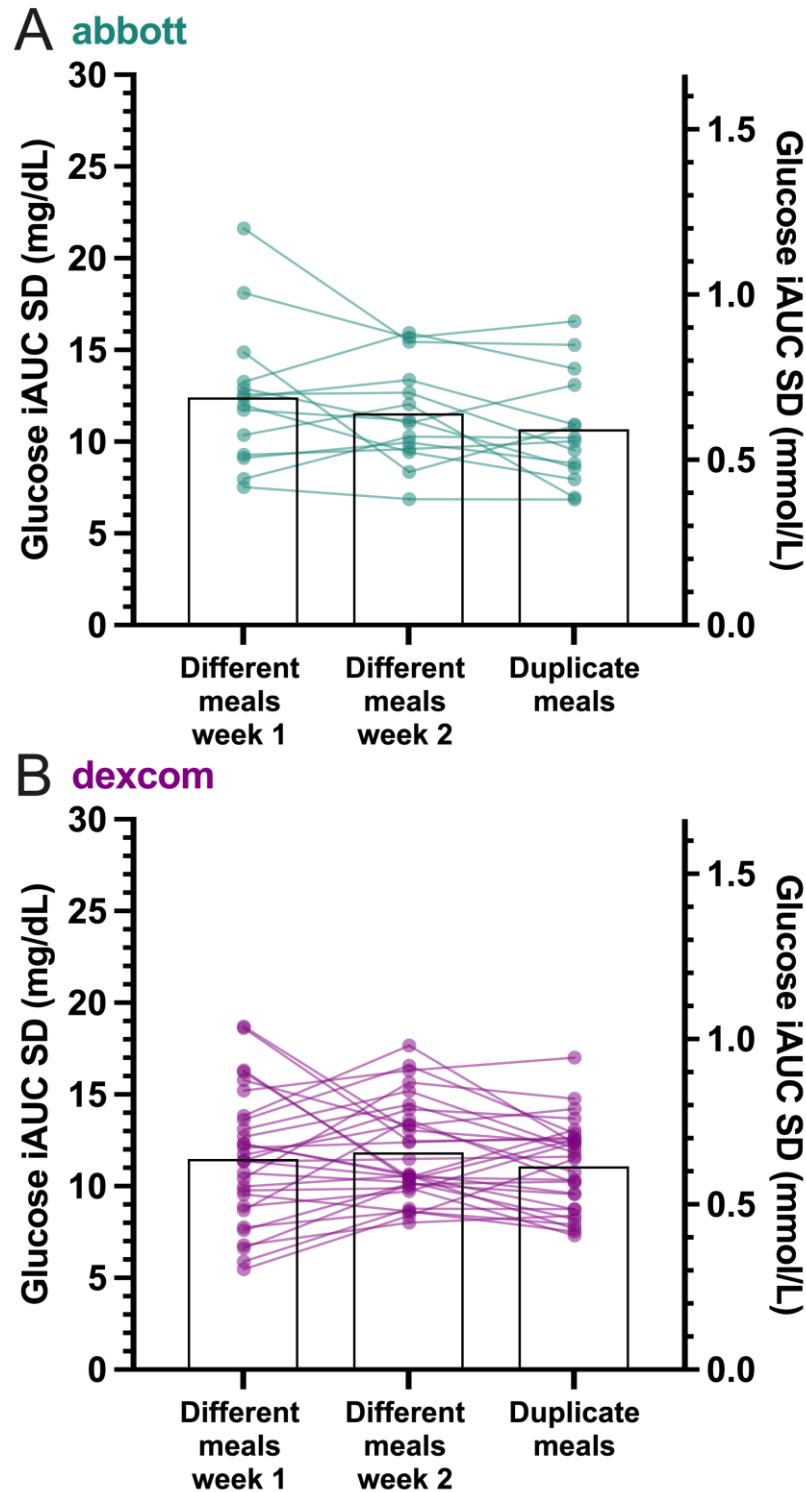 A abbott
30
25
20
15
10
5
0
Glucose iAUC SD (mg/dL)
1.5
1.0
0.5
0.0
Glucose iAUC SD (mmol/L)
Different
meals
week 1
Different
meals
week 2
Duplicate
meals
B dexcom
30
25
20
15
10
5
0
Glucose iAUC SD (mg/dL)
1.5
1.0
0.5
0.0
Glucose iAUC SD (mmol/L)
Different
meals
week 1
Different
meals
week 2
Duplicate
meals